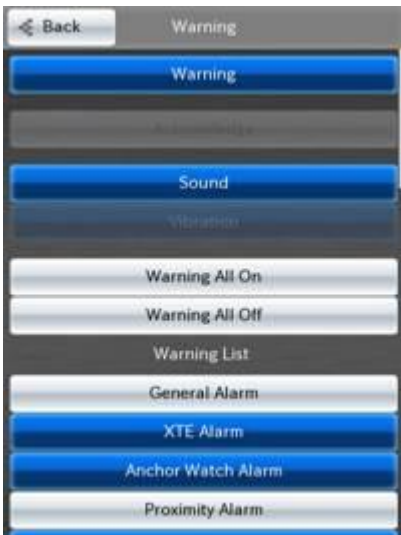 Back
Warning
Warning
Sound
Vibration
Warning All On
Warning All Off
Warning List
General Alarm
XTE Alarm
Anchor Watch Alarm
Proximity Alarm